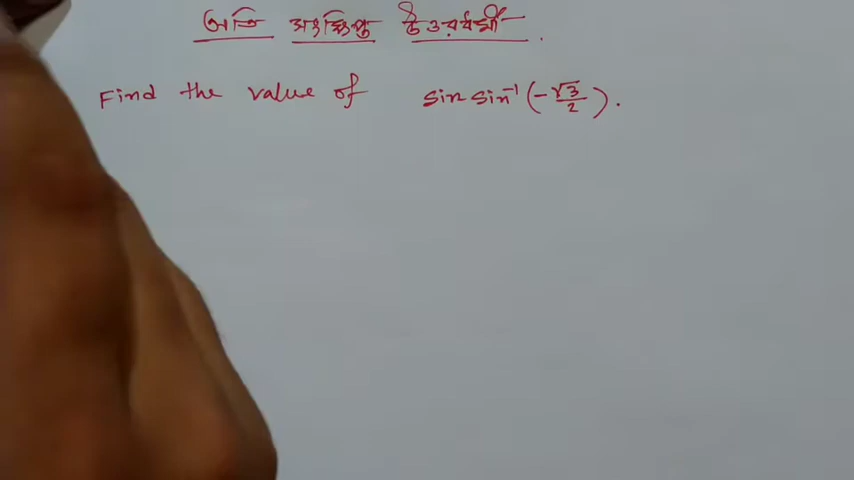 অতি সংক্ষিপ্ত উত্তরধর্মী
Find the value of sin sin⁻¹ (-√3/2).